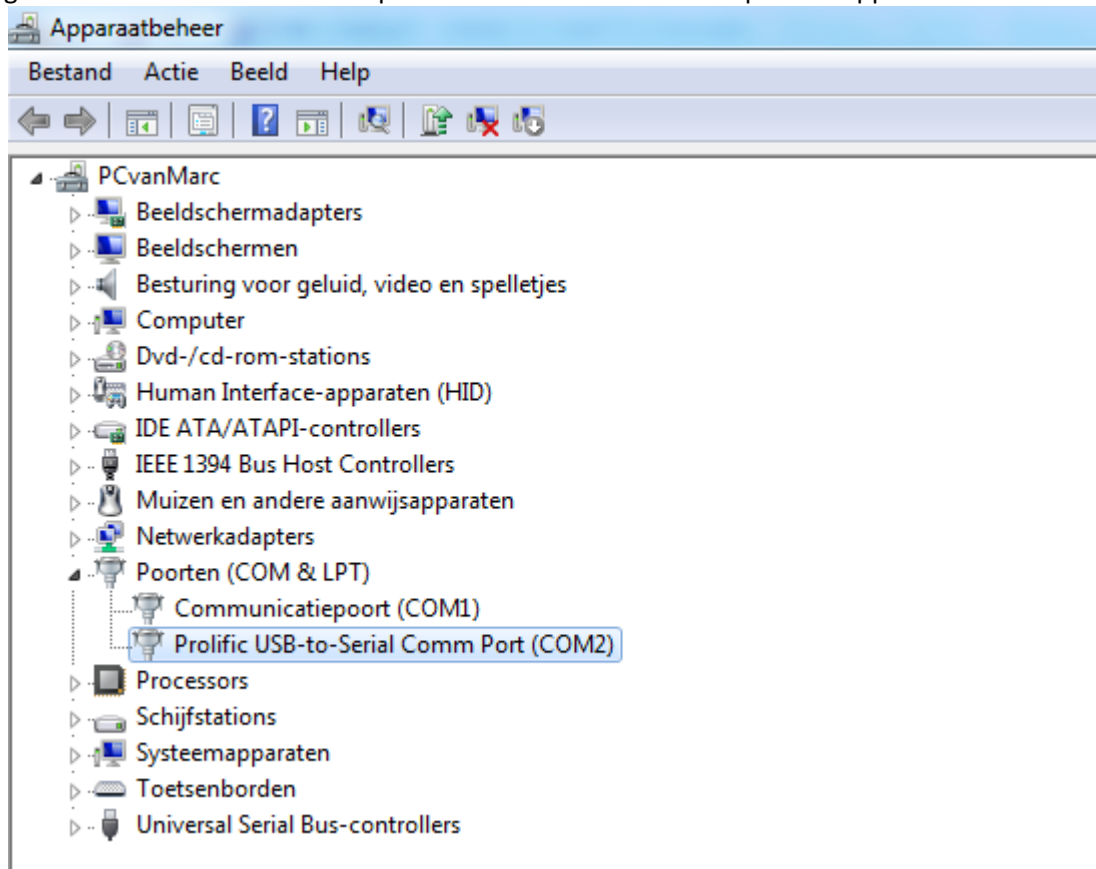 Apparaatbeheer
Bestand Actie Beeld Help
PCvanMarc
Beeldschermadapters
Beeldschermen
Besturing voor geluid, video en spelletjes
Computer
Dvd-/cd-rom-stations
Human Interface-apparaten (HID)
IDE ATA/ATAPI-controllers
IEEE 1394 Bus Host Controllers
Muizen en andere aanwijsapparaten
Netwerkadapters
Poorten (COM & LPT)
Communicatiepoort (COM1)
Prolific USB-to-Serial Comm Port (COM2)
Processors
Schijfstations
Systeemapparaten
Toetsenborden
Universal Serial Bus-controllers